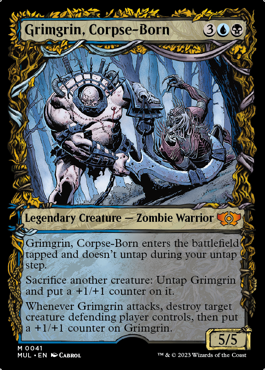 Grimgrin, Corpse-Born 3
Legendary Creature — Zombie Warrior
Grimgrin, Corpse-Born enters the battlefield
tapped and doesn't untap during your untap
step.
Sacrifice another creature: Untap Grimgrin
and put a +1/+1 counter on it.
Whenever Grimgrin attacks, destroy target
creature defending player controls, then put
a +1/+1 counter on Grimgrin.
5/5
M 0041
MUL • EN CABROL
™ & © 2023 Wizards of the Coast